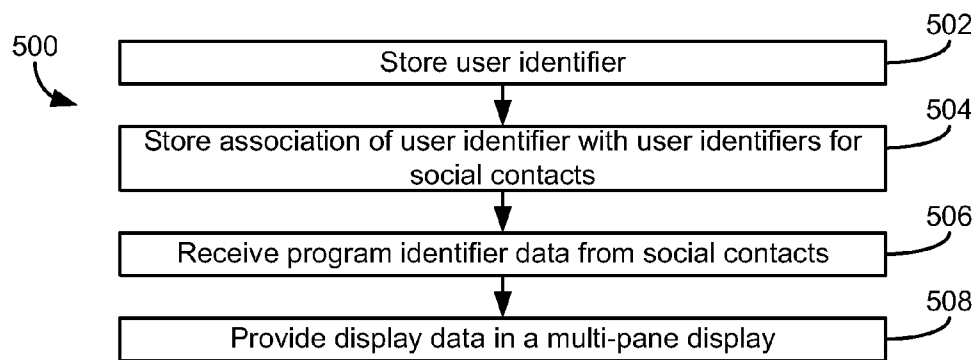 500
502
Store user identifier
504
Store association of user identifier with user identifiers for
social contacts
506
Receive program identifier data from social contacts
508
Provide display data in a multi-pane display